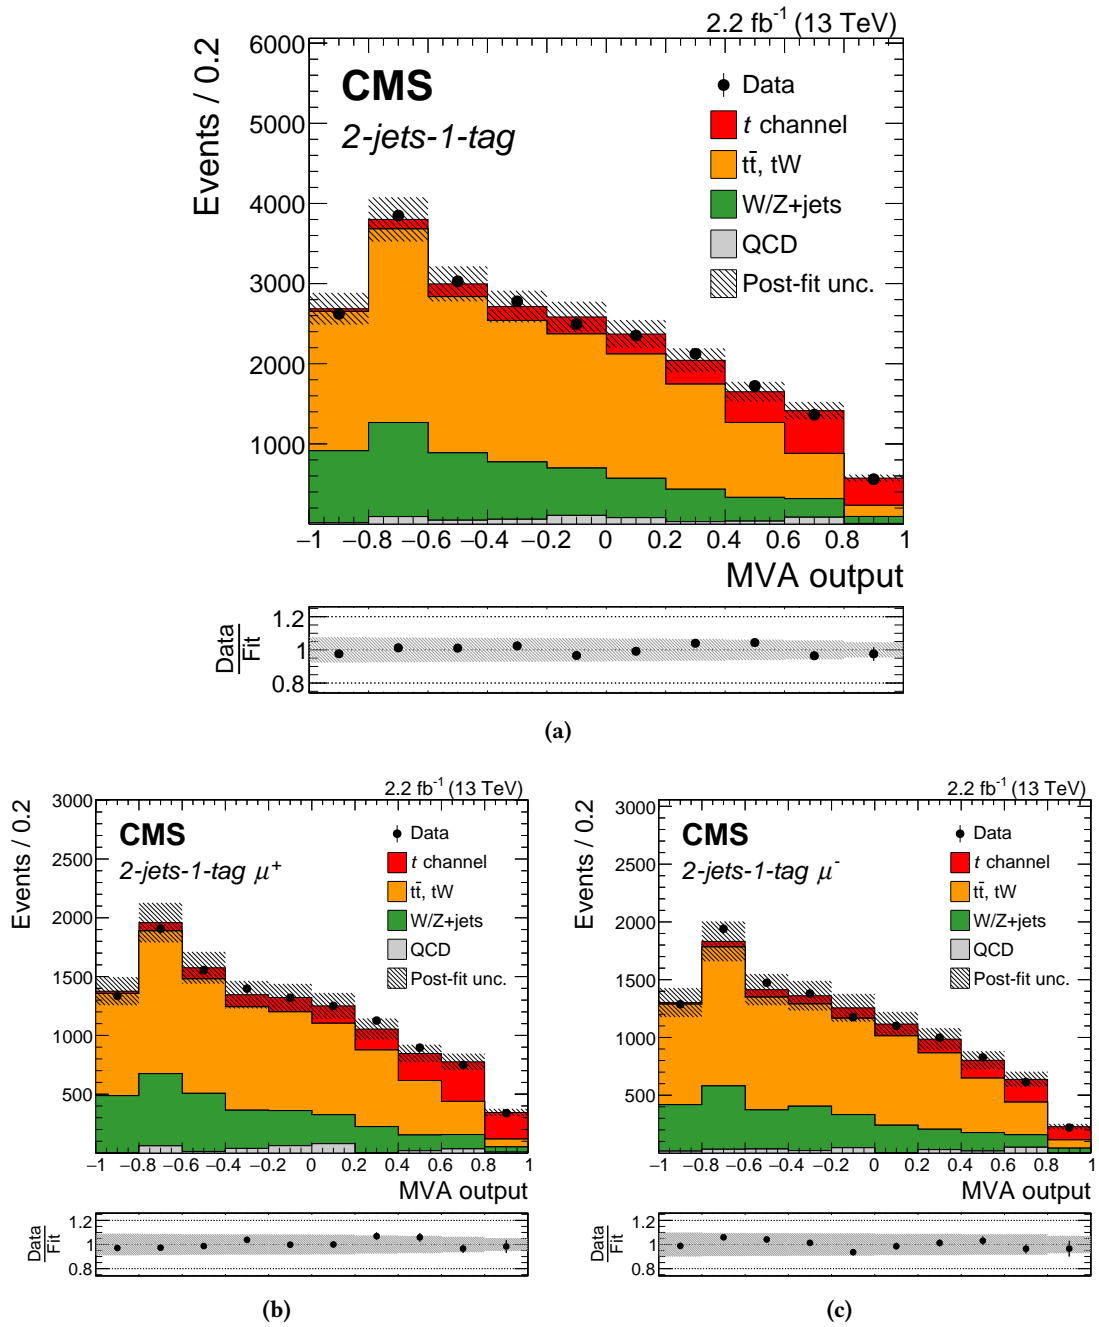 2.2 fb⁻¹ (13 TeV)
Events / 0.2
6000
5000
4000
3000
2000
1000
CMS
2-jets-1-tag
Data
t channel
tt̄, tW
W/Z+jets
QCD
Post-fit unc.
−1 −0.8 −0.6 −0.4 −0.2 0 0.2 0.4 0.6 0.8 1
MVA output
Data
Fit
1.2
1
0.8
(a)
2.2 fb⁻¹ (13 TeV)
Events / 0.2
3000
2500
2000
1500
1000
500
CMS
2-jets-1-tag μ⁺
Data
t channel
tt̄, tW
W/Z+jets
QCD
Post-fit unc.
−1 −0.8 −0.6 −0.4 −0.2 0 0.2 0.4 0.6 0.8 1
MVA output
Data
Fit
1.2
1
0.8
(b)
2.2 fb⁻¹ (13 TeV)
Events / 0.2
3000
2500
2000
1500
1000
500
CMS
2-jets-1-tag μ⁻
Data
t channel
tt̄, tW
W/Z+jets
QCD
Post-fit unc.
−1 −0.8 −0.6 −0.4 −0.2 0 0.2 0.4 0.6 0.8 1
MVA output
Data
Fit
1.2
1
0.8
(c)